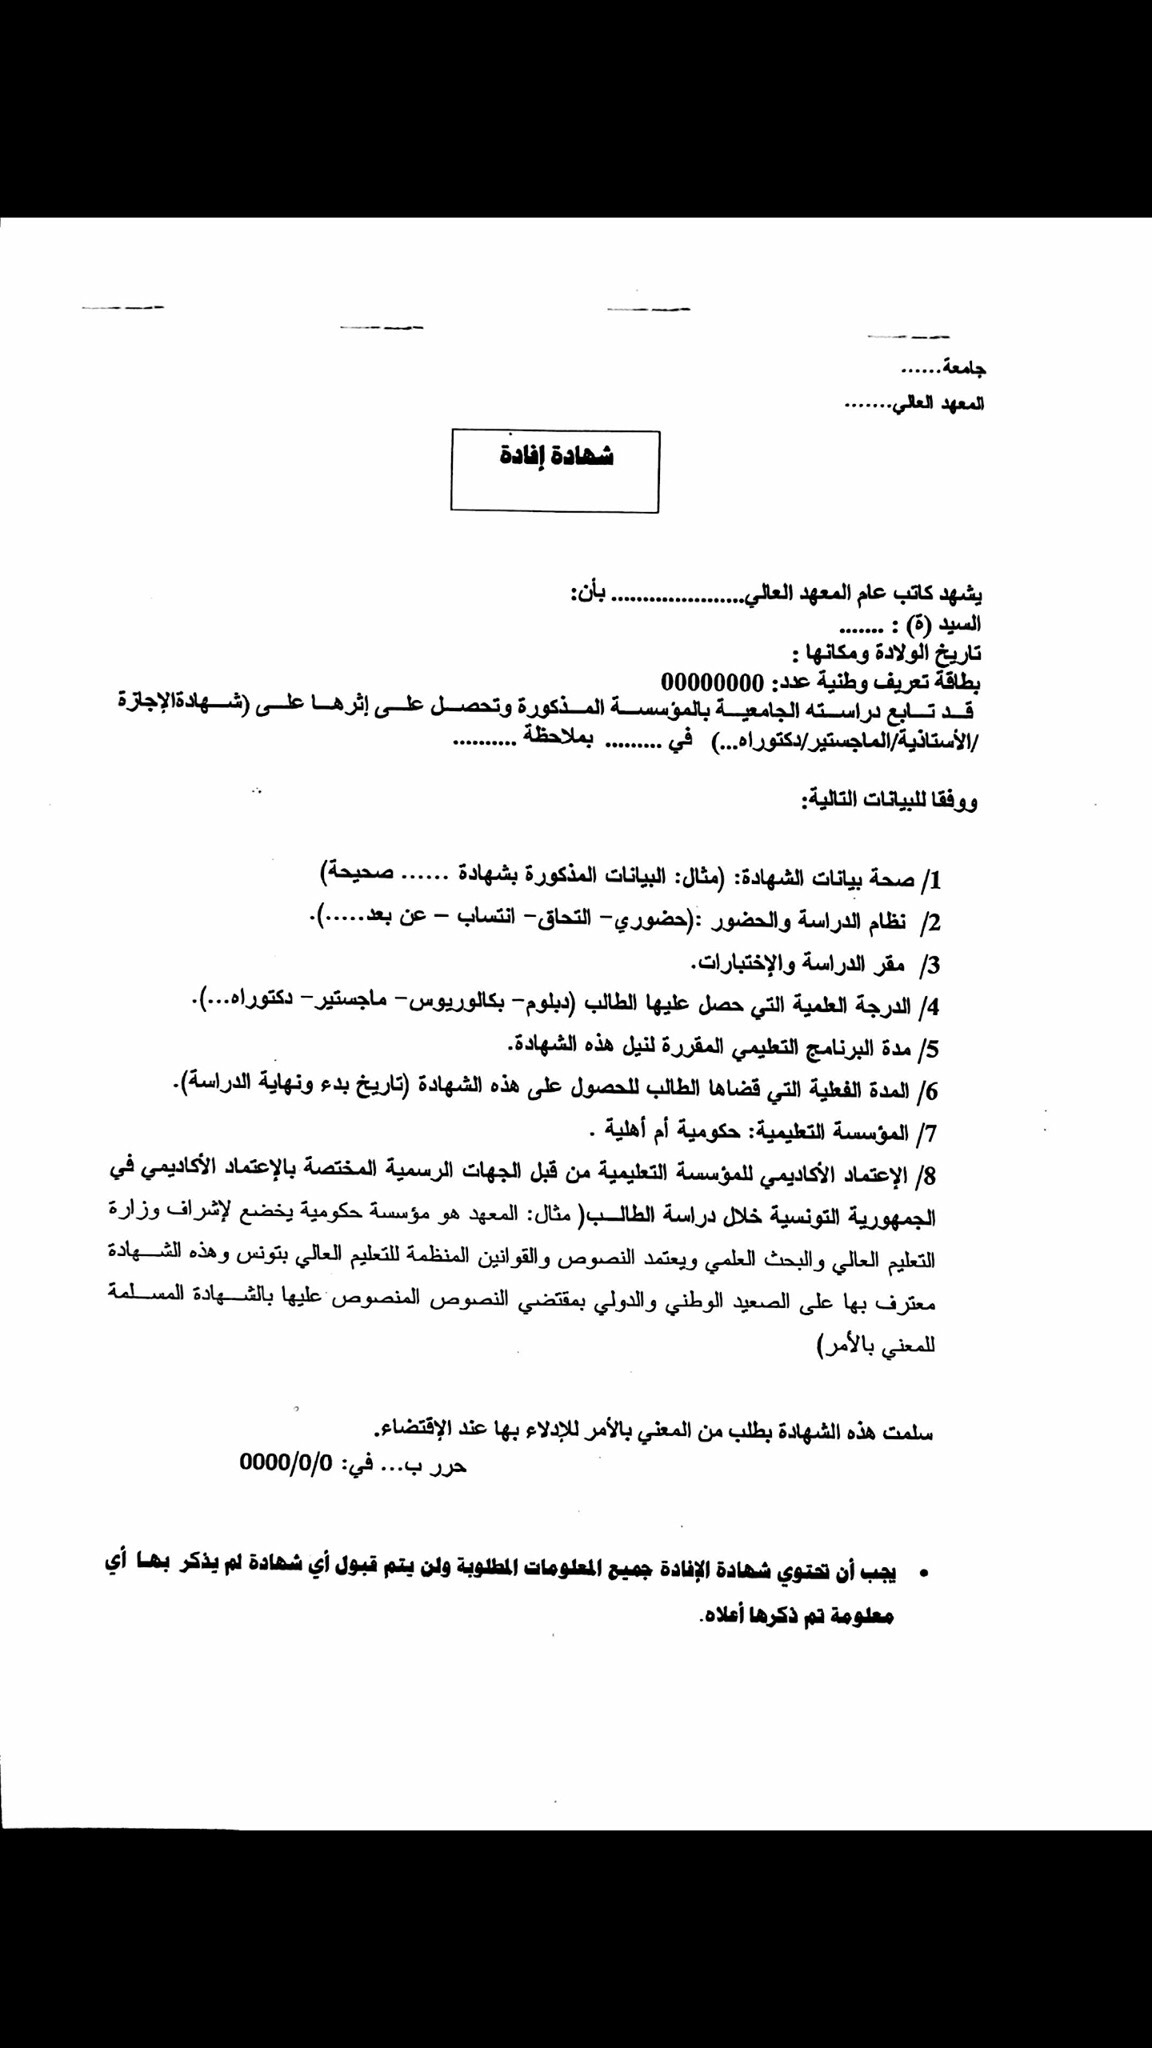 جامعة......
المعهد العالي.......
شهادة إفادة
يشهد كاتب عام المعهد العالي..................... بأن:
السيد (ة) : .......
تاريخ الولادة ومكانها :
بطاقة تعريف وطنية عدد: 00000000
قد تابع دراسته الجامعية بالمؤسسة المذكورة وتحصل على إثرها على (شهادةالإجازة
/الأستاذية/الماجستير/دكتوراه...) في ......... بملاحظة ..........
ووفقا للبيانات التالية:
1/ صحة بيانات الشهادة: (مثال: البيانات المذكورة بشهادة ...... صحيحة)
2/ نظام الدراسة والحضور :(حضوري- التحاق- انتساب – عن بعد.....).
3/ مقر الدراسة والإختبارات.
4/ الدرجة العلمية التي حصل عليها الطالب (دبلوم- بكالوريوس- ماجستير- دكتوراه...).
5/ مدة البرنامج التعليمي المقررة لنيل هذه الشهادة.
6/ المدة الفعلية التي قضاها الطالب للحصول على هذه الشهادة (تاريخ بدء ونهاية الدراسة).
7/ المؤسسة التعليمية: حكومية أم أهلية .
8/ الإعتماد الأكاديمي للمؤسسة التعليمية من قبل الجهات الرسمية المختصة بالإعتماد الأكاديمي في
الجمهورية التونسية خلال دراسة الطالب( مثال: المعهد هو مؤسسة حكومية يخضع لإشراف وزارة
التعليم العالي والبحث العلمي ويعتمد النصوص والقوانين المنظمة للتعليم العالي بتونس وهذه الشهادة
معترف بها على الصعيد الوطني والدولي بمقتضي النصوص المنصوص عليها بالشهادة المسلمة
للمعني بالأمر)
سلمت هذه الشهادة بطلب من المعني بالأمر للإدلاء بها عند الإقتضاء.
حرر ب... في: 0000/0/0
• يجب أن تحتوي شهادة الإفادة جميع المعلومات المطلوبة ولن يتم قبول أي شهادة لم يذكر بها أي
معلومة تم ذكرها أعلاه.